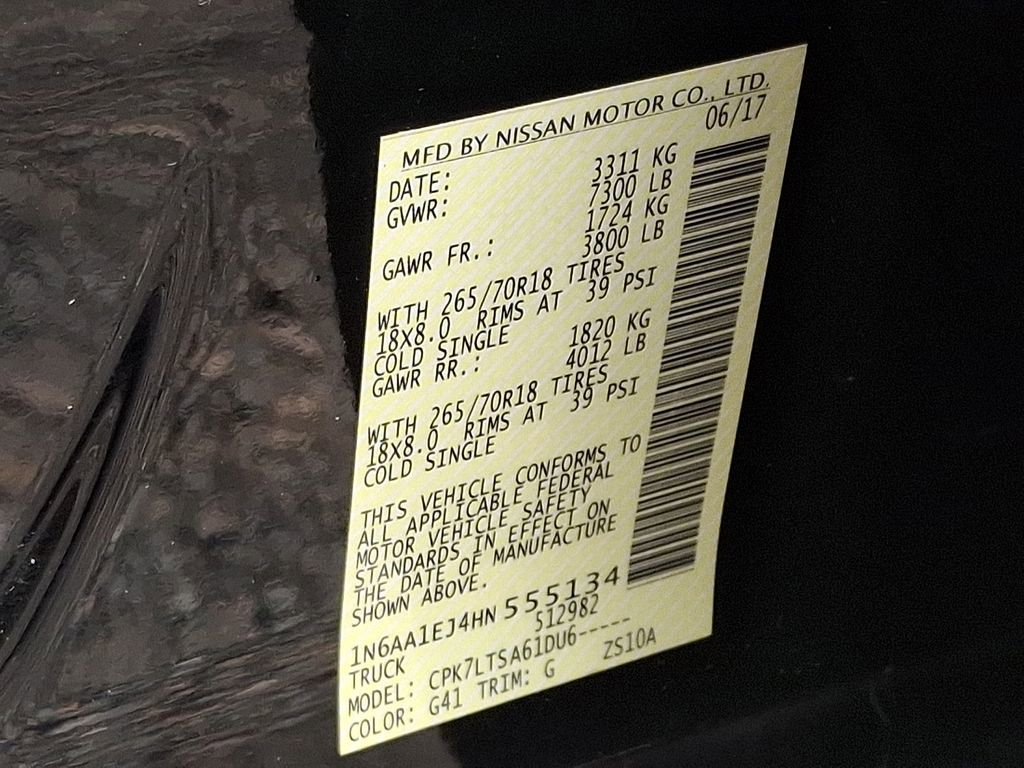 MFD BY NISSAN MOTOR CO., LTD.
DATE: 06/17
GVWR: 3311 KG
7300 LB
GAWR FR.: 1724 KG
3800 LB
WITH 265/70R18 TIRES
18X8.0 RIMS AT 39 PSI
COLD SINGLE
GAWR RR.: 1820 KG
4012 LB
WITH 265/70R18 TIRES
18X8.0 RIMS AT 39 PSI
COLD SINGLE
THIS VEHICLE CONFORMS TO
ALL APPLICABLE FEDERAL
MOTOR VEHICLE SAFETY
STANDARDS IN EFFECT ON
THE DATE OF MANUFACTURE
SHOWN ABOVE.
1N6AA1EJ4HN 555134
TRUCK 512982
MODEL: CPK7LTSA61DU6-----
COLOR: G41 TRIM: G ZS10A